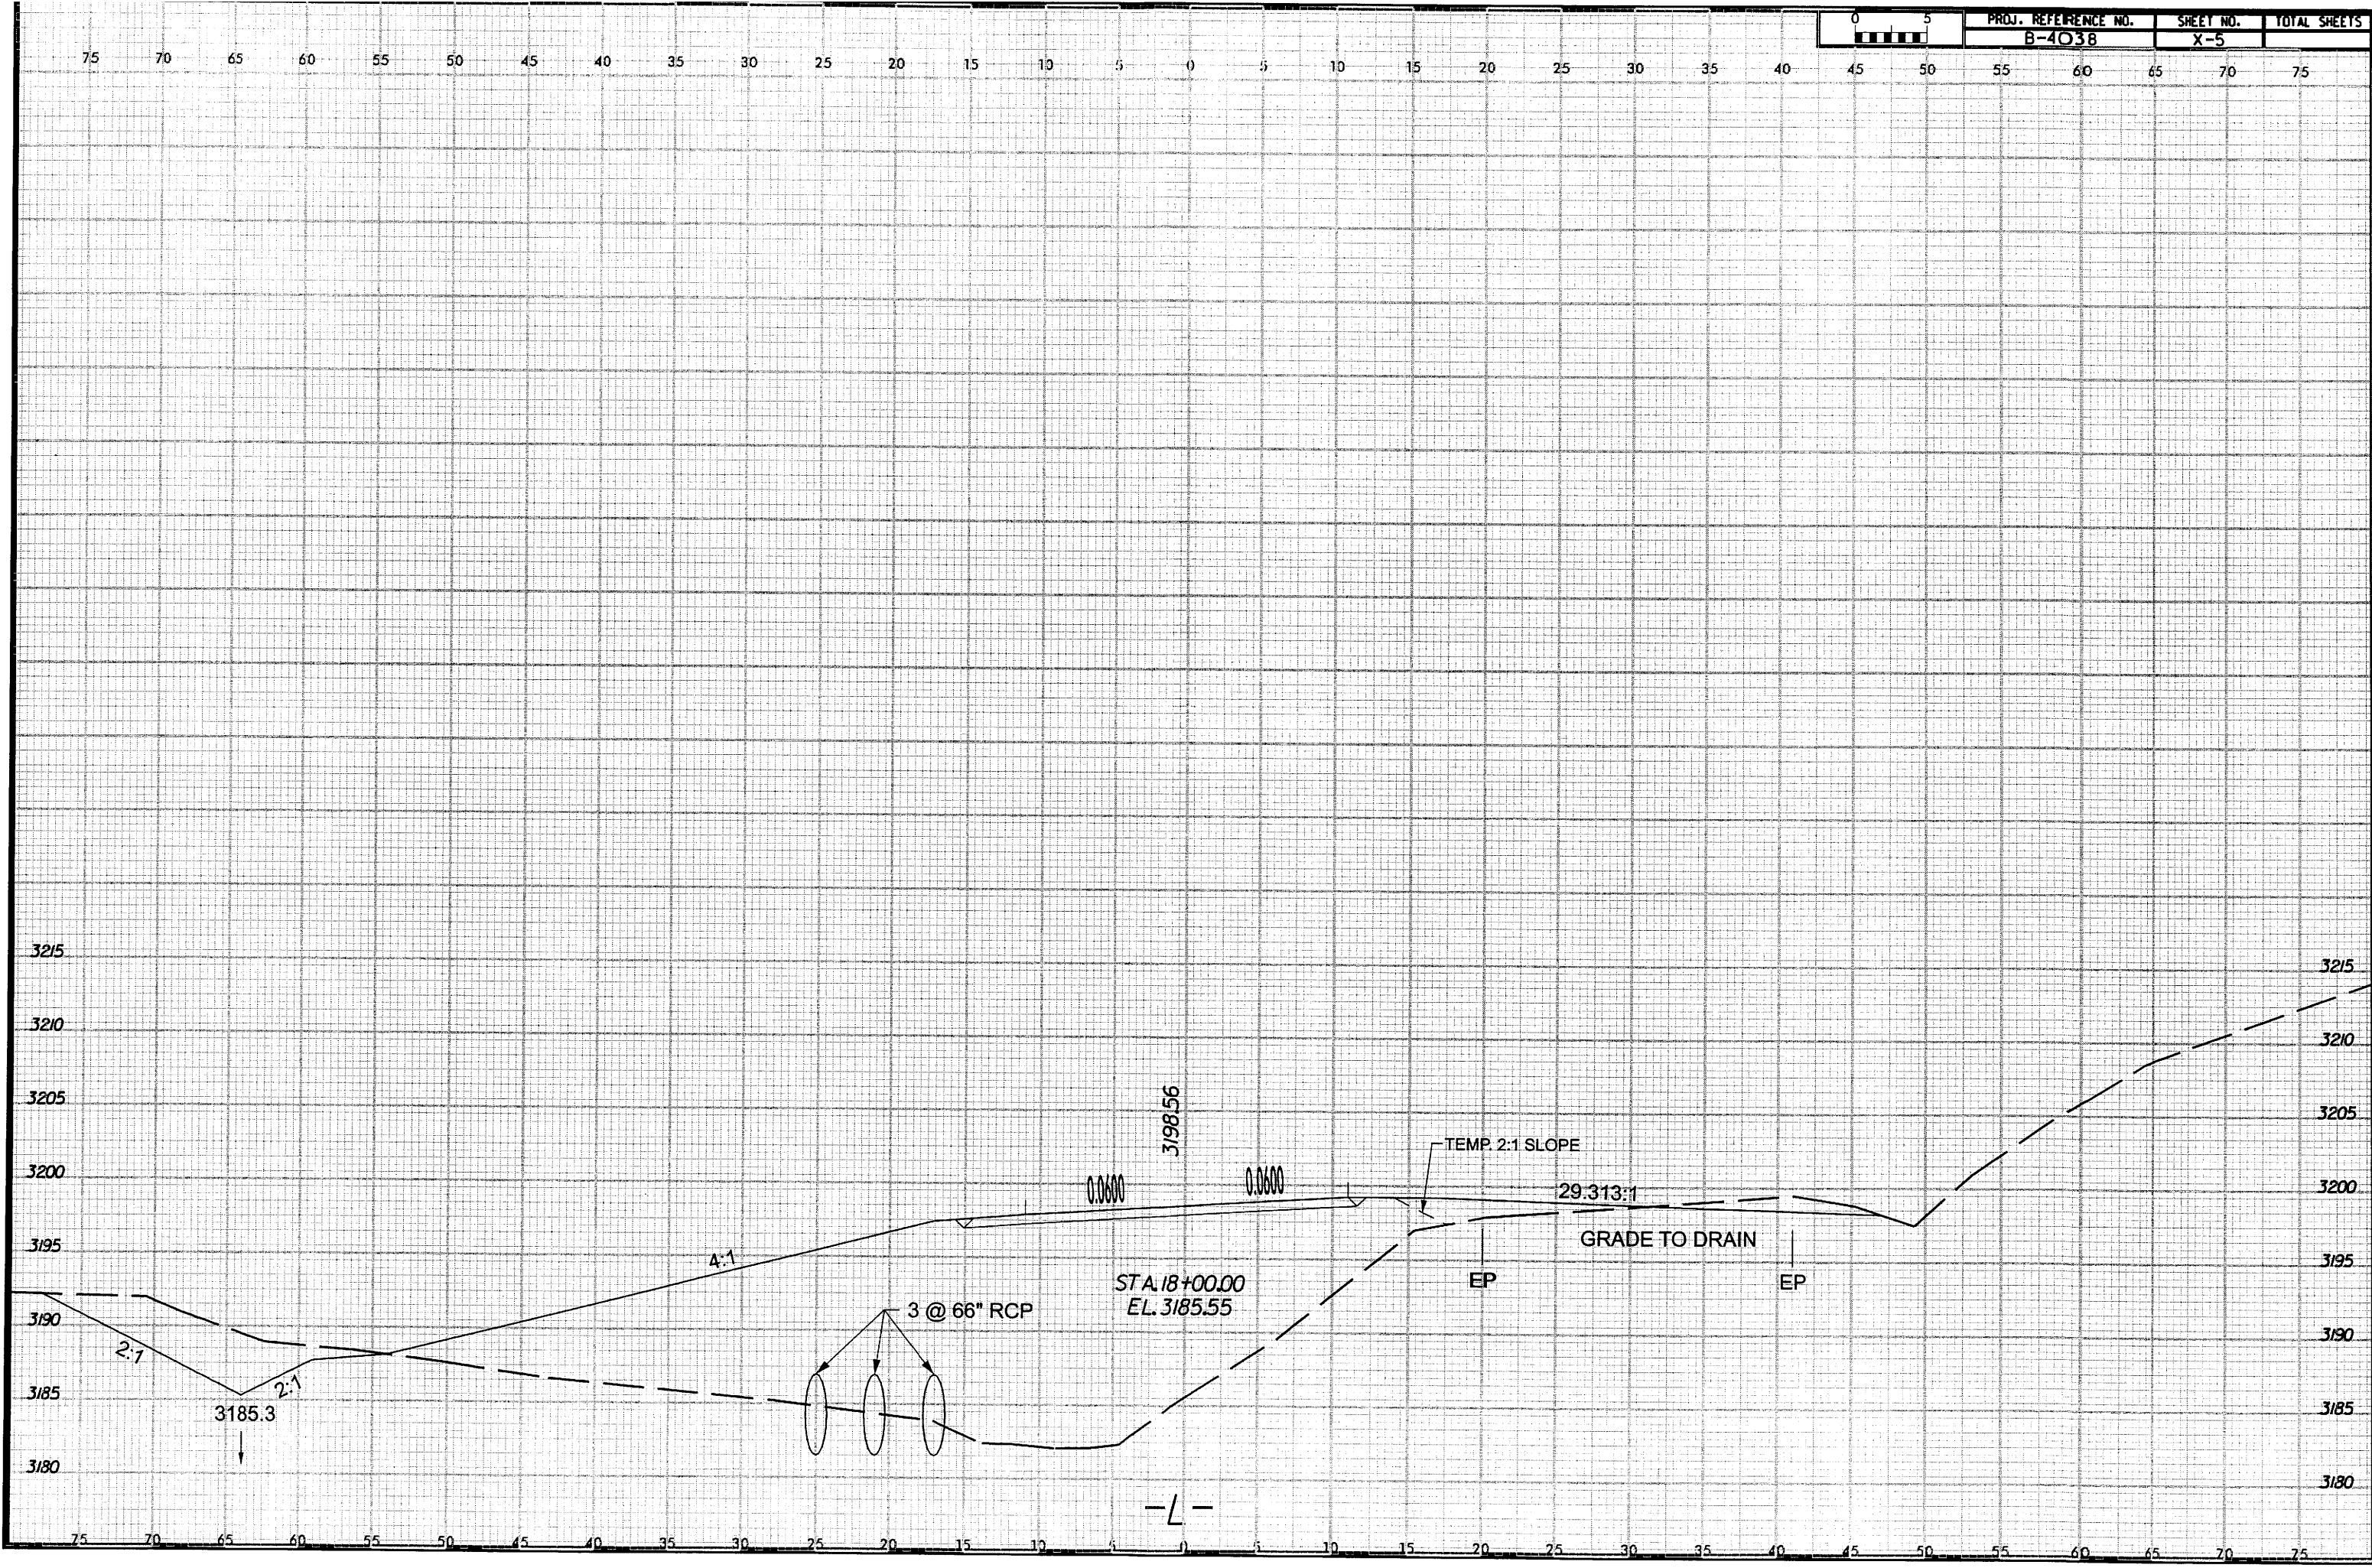 0 5
PROJ. REFERENCE NO. SHEET NO. TOTAL SHEETS
B-4038 X-5
75 70 65 60 55 50 45 40 35 30 25 20 15 10 5 0 5 10 15 20 25 30 35 40 45 50 55 60 65 70 75
3215 3215
3210 3210
3205 3205
3198.56
TEMP. 2:1 SLOPE
3200 0.0600 0.0600 29.313:1 3200
3195 4:1 GRADE TO DRAIN 3195
STA. 18+00.00 EP EP
EL. 3185.55
3 @ 66" RCP
3190 3190
2:1
2:1
3185 3185
3185.3
3180 3180
-L-
75 70 65 60 55 50 45 40 35 30 25 20 15 10 5 0 5 10 15 20 25 30 35 40 45 50 55 60 65 70 75